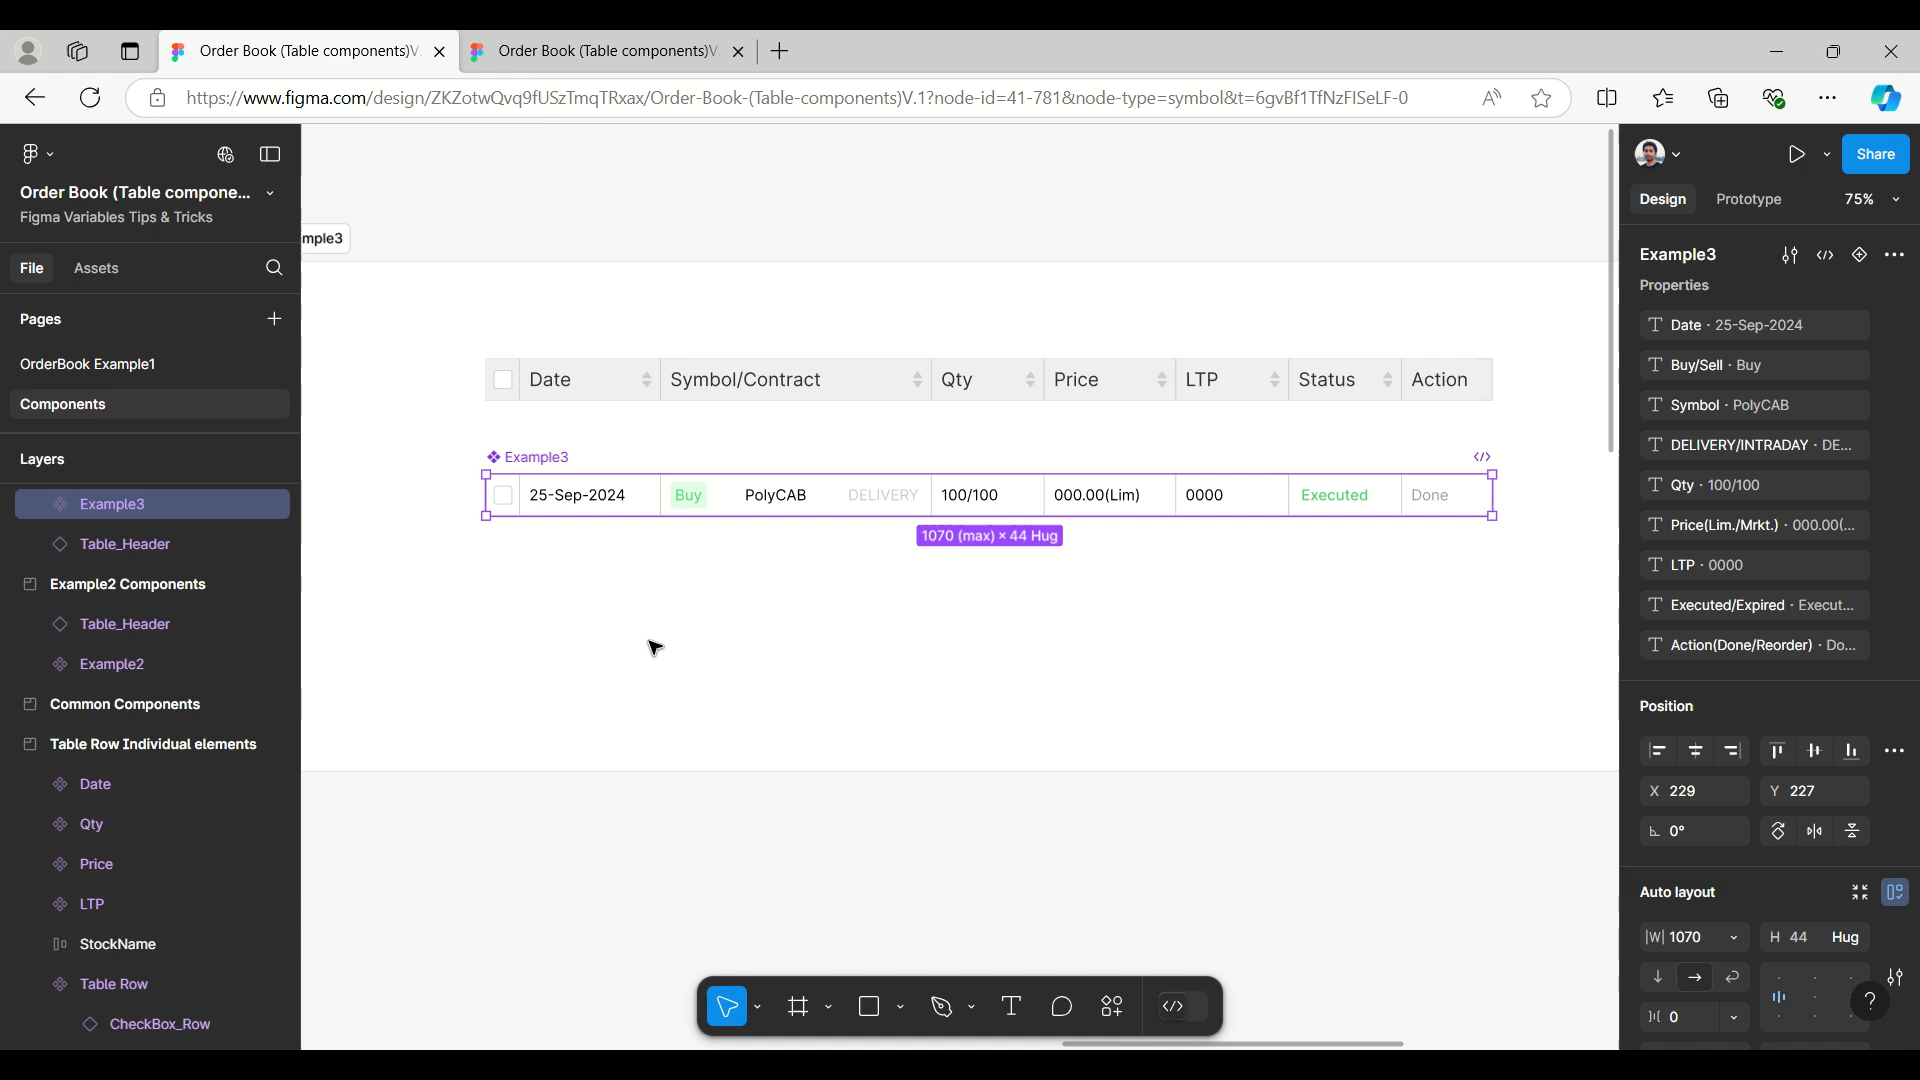 Order Book (Table components)V.
Order Book (Table components)V
https://www.figma.com/design/ZKZotwQvq9fUSzTmqTRxax/Order-Book-(Table-components)V.1?node-id=41-781&node-type=symbol&t=6gvBf1TfNzFISeLF-0
Order Book (Table compone...
Figma Variables Tips & Tricks
File
Assets
Pages
OrderBook Example1
Components
Layers
Example3
Table_Header
Example2 Components
Table_Header
Example2
Common Components
Table Row Individual elements
Date
Qty
Price
LTP
StockName
Table Row
CheckBox_Row
mple3
Date Symbol/Contract Qty Price LTP Status Action
Example3
25-Sep-2024 Buy PolyCAB DELIVERY 100/100 000.00(Lim) 0000 Executed Done
1070 (max) × 44 Hug
Share
Design Prototype 75%
Example3
Properties
Date · 25-Sep-2024
Buy/Sell · Buy
Symbol · PolyCAB
DELIVERY/INTRADAY · DE...
Qty · 100/100
Price(Lim./Mrkt.) · 000.00(...
LTP · 0000
Executed/Expired · Execut...
Action(Done/Reorder) · Do...
Position
X 229 Y 227
0°
Auto layout
W 1070 H 44 Hug
0
?